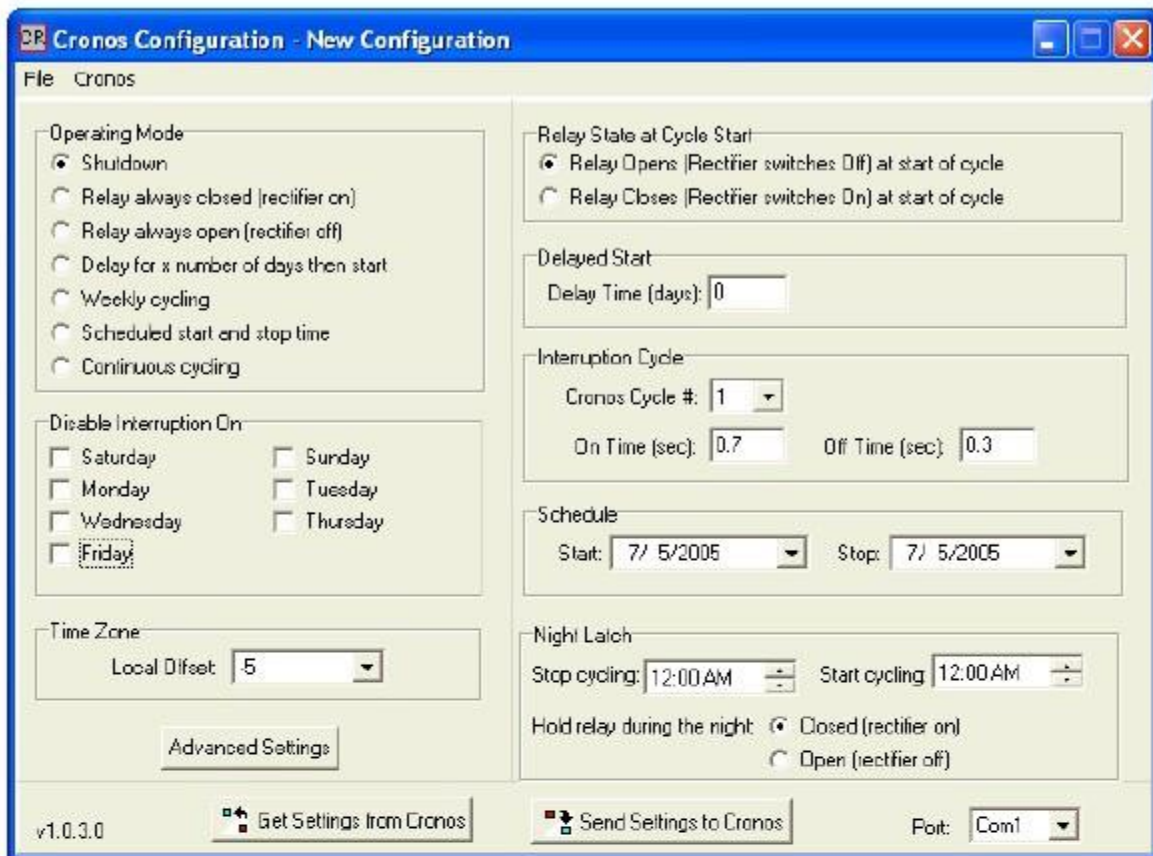 CR Cronos Configuration - New Configuration
File Cronos
Operating Mode
Shutdown
Relay always closed (rectifier on)
Relay always open (rectifier off)
Delay for x number of days then start
Weekly cycling
Scheduled start and stop time
Continuous cycling
Disable Interruption On
Saturday Sunday
Monday Tuesday
Wednesday Thursday
Friday
Time Zone
Local Offset: -5
Advanced Settings
Relay State at Cycle Start
Relay Opens (Rectifier switches Off) at start of cycle
Relay Closes (Rectifier switches On) at start of cycle
Delayed Start
Delay Time (days): 0
Interruption Cycle
Cronos Cycle #: 1
On Time (sec): 0.7 Off Time (sec): 0.3
Schedule
Start: 7/ 5/2005 Stop: 7/ 5/2005
Night Latch
Stop cycling: 12:00 AM Start cycling: 12:00 AM
Hold relay during the night: Closed (rectifier on)
Open (rectifier off)
v1.0.3.0 Get Settings from Cronos Send Settings to Cronos Port: Com1